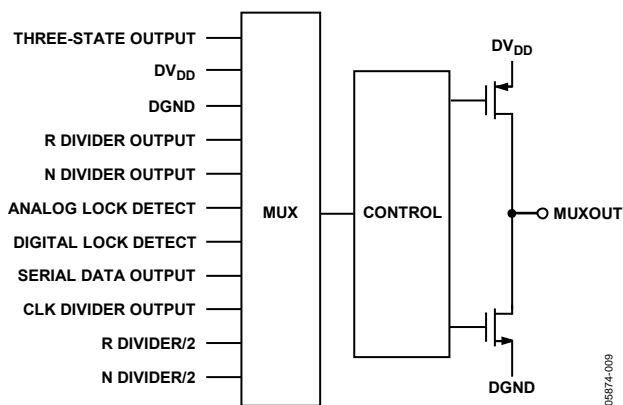 THREE-STATE OUTPUT
DVDD
DGND
R DIVIDER OUTPUT
N DIVIDER OUTPUT
ANALOG LOCK DETECT
DIGITAL LOCK DETECT
SERIAL DATA OUTPUT
CLK DIVIDER OUTPUT
R DIVIDER/2
N DIVIDER/2
MUX
CONTROL
DVDD
MUXOUT
DGND
05874-009